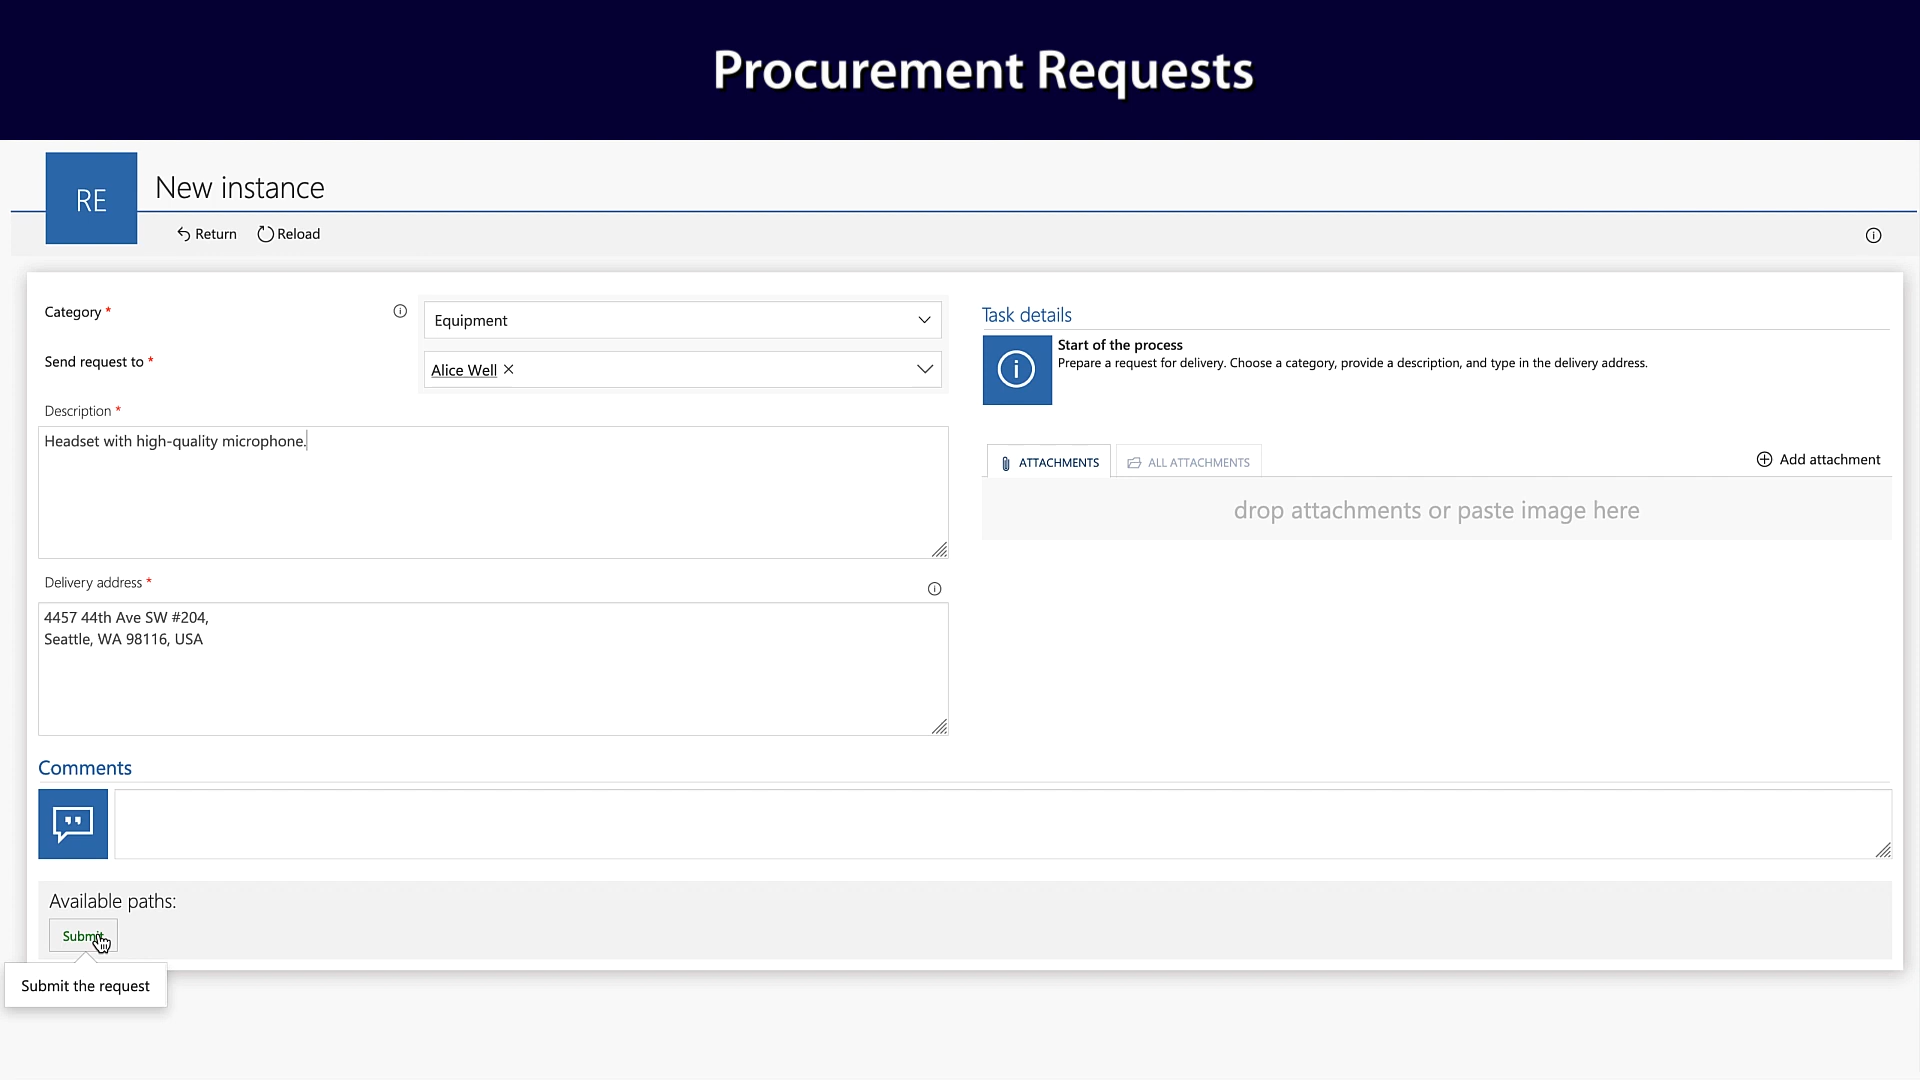 Procurement Requests
RE
New instance
Return
Reload
Category *
Equipment
Send request to *
Alice Well
Description *
Headset with high-quality microphone.
Delivery address *
4457 44th Ave SW #204,
Seattle, WA 98116, USA
Task details
Start of the process
Prepare a request for delivery. Choose a category, provide a description, and type in the delivery address.
ATTACHMENTS
ALL ATTACHMENTS
Add attachment
drop attachments or paste image here
Comments
Available paths:
Submit
Submit the request